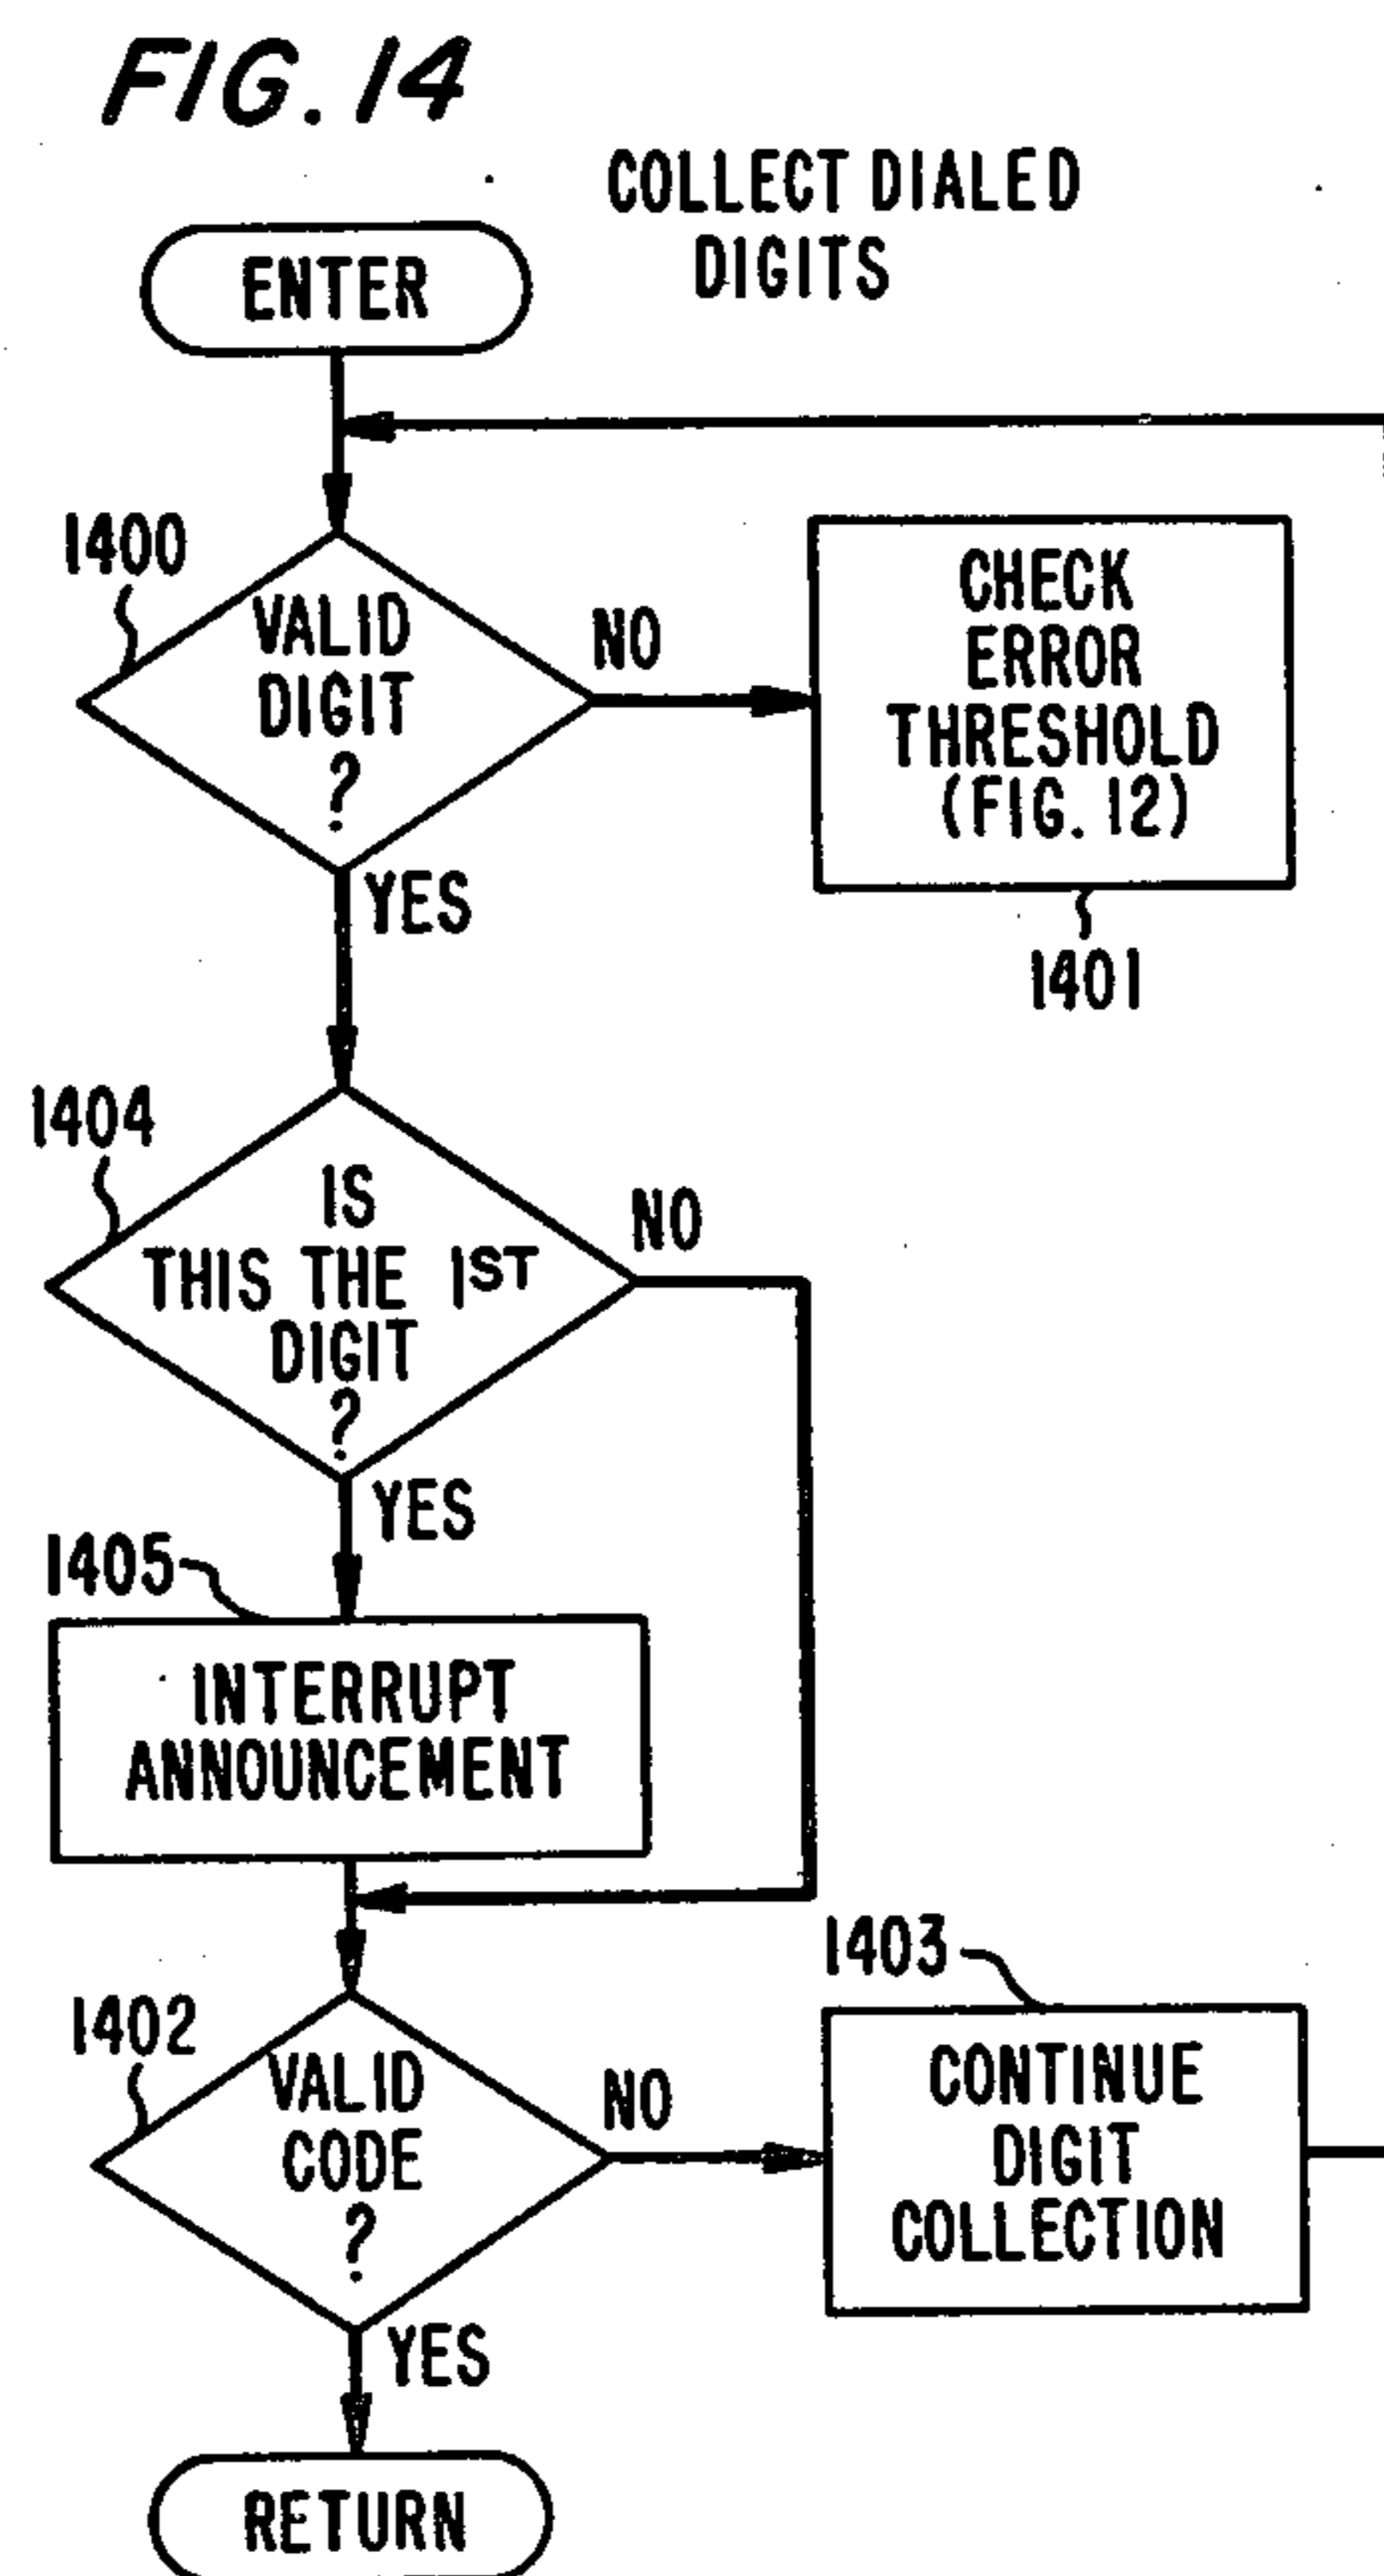 FIG. 14
COLLECT DIALED
DIGITS
ENTER
1400
VALID
DIGIT
?
NO
YES
CHECK
ERROR
THRESHOLD
(FIG. 12)
1401
1404
IS
THIS THE 1ST
DIGIT
?
NO
YES
1405
INTERRUPT
ANNOUNCEMENT
1402
VALID
CODE
?
NO
YES
1403
CONTINUE
DIGIT
COLLECTION
RETURN